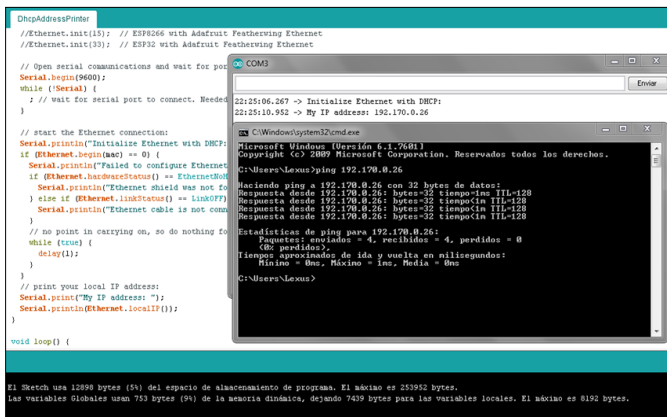 DhcpAddressPrinter
//Ethernet.init(15);  // ESP8266 with Adafruit Featherwing Ethernet
//Ethernet.init(33);  // ESP32 with Adafruit Featherwing Ethernet
// Open serial communications and wait for por
Serial.begin(9600);
while (!Serial) {
; // wait for serial port to connect. Needed
}
// start the Ethernet connection:
Serial.println("Initialize Ethernet with DHCP:
if (Ethernet.begin(mac) == 0) {
Serial.println("Failed to configure Ethernet
if (Ethernet.hardwareStatus() == EthernetNoH
Serial.println("Ethernet shield was not fo
} else if (Ethernet.linkStatus() == LinkOFF)
Serial.println("Ethernet cable is not conn
}
// no point in carrying on, so do nothing fo
while (true) {
delay(1);
}
}
// print your local IP address:
Serial.print("My IP address: ");
Serial.println(Ethernet.localIP());
}
void loop() {
COM3
Enviar
22:25:06.267 -> Initialize Ethernet with DHCP:
22:25:10.952 -> My IP address: 192.170.0.26
C:\Windows\system32\cmd.exe
Microsoft Windows [Versión 6.1.7601]
Copyright (c) 2009 Microsoft Corporation. Reservados todos los derechos.
C:\Users\Lexus>ping 192.170.0.26
Haciendo ping a 192.170.0.26 con 32 bytes de datos:
Respuesta desde 192.170.0.26: bytes=32 tiempo=1ms TTL=128
Respuesta desde 192.170.0.26: bytes=32 tiempo<1m TTL=128
Respuesta desde 192.170.0.26: bytes=32 tiempo<1m TTL=128
Respuesta desde 192.170.0.26: bytes=32 tiempo<1m TTL=128
Estadísticas de ping para 192.170.0.26:
Paquetes: enviados = 4, recibidos = 4, perdidos = 0
(0% perdidos),
Tiempos aproximados de ida y vuelta en milisegundos:
Mínimo = 0ms, Máximo = 1ms, Media = 0ms
C:\Users\Lexus>
El Sketch usa 12898 bytes (5%) del espacio de almacenamiento de programa. El máximo es 253952 bytes.
Las variables Globales usan 753 bytes (9%) de la memoria dinámica, dejando 7439 bytes para las variables locales. El máximo es 8192 bytes.